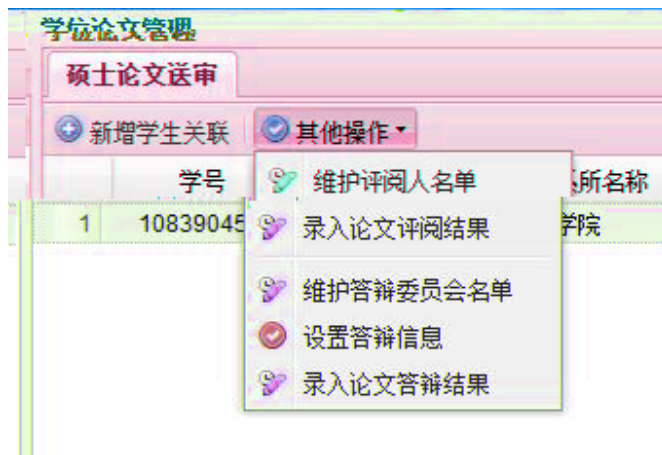 学位论文管理
硕士论文送审
新增学生关联 其他操作
学号 所名称
维护评阅人名单
1 10839045 学院
录入论文评阅结果
维护答辩委员会名单
设置答辩信息
录入论文答辩结果